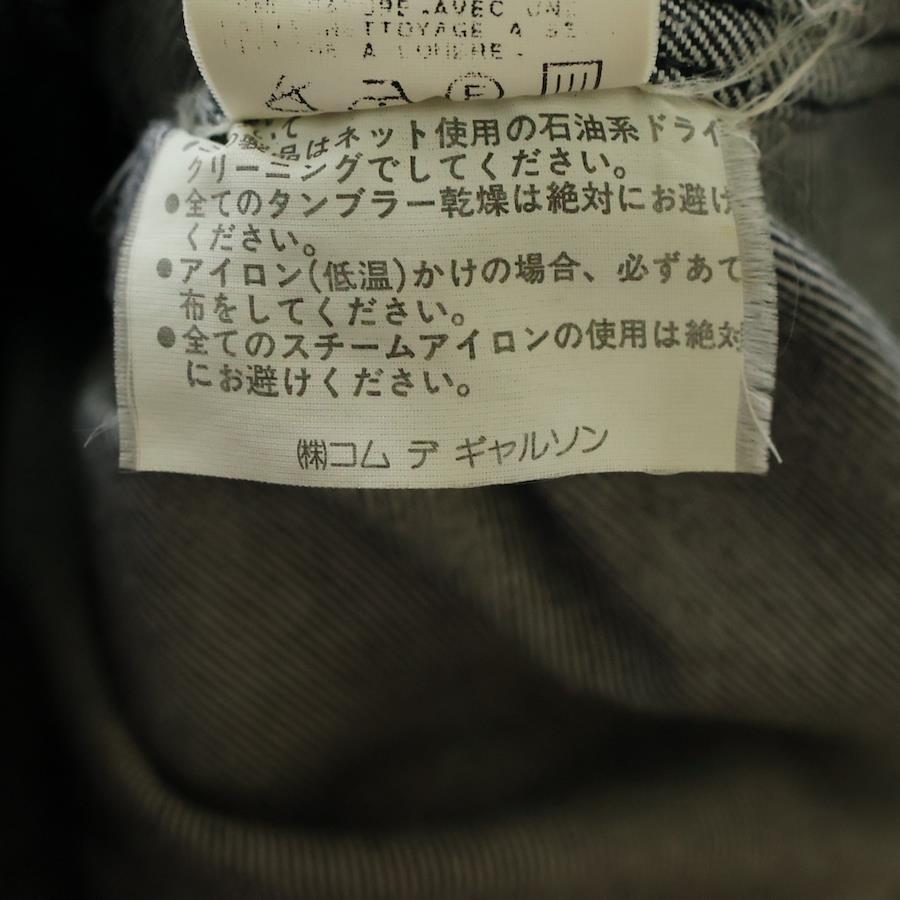 AVEC UNE
NETTOYAGE A
F
品はネット使用の石油系ドライ
クリーニングでしてください。
●全てのタンブラー乾燥は絶対にお避け
ください。
●アイロン(低温)かけの場合、必ずあて
布をしてください。
●全てのスチームアイロンの使用は絶対
にお避けください。
㈱コム デ ギャルソン